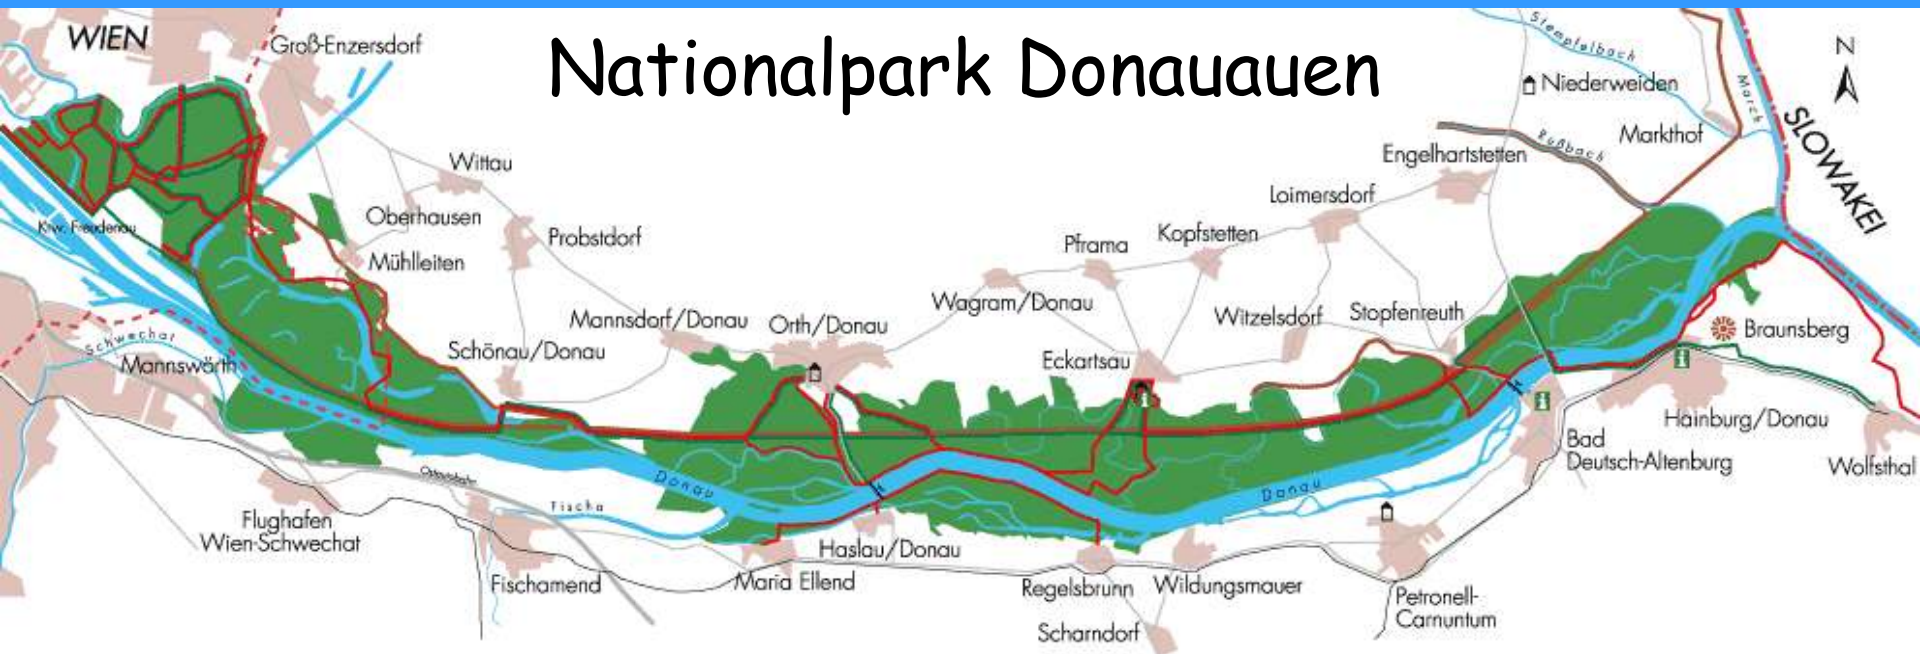 WIEN
Groß-Enzersdorf
Nationalpark Donauauen
Stempfelbach
N
Niederweiden
March
Markthof
SLOWAKEI
Rußbach
Engelhartstetten
Wittau
Loimersdorf
Oberhausen
Krw. Freudenau
Probstdorf
Kopfstetten
Pframa
Mühlleiten
Wagram/Donau
Witzelsdorf
Stopfenreuth
Mannsdorf/Donau
Orth/Donau
Braunsberg
Schwechat
Schönau/Donau
Eckartsau
Mannswörth
Hainburg/Donau
Bad
Deutsch-Altenburg
Wolfsthal
Ostautobahn
Donau
Donau
Fischa
Flughafen
Wien-Schwechat
Haslau/Donau
Fischamend
Maria Ellend
Regelsbrunn
Wildungsmauer
Petronell-
Carnuntum
Scharndorf